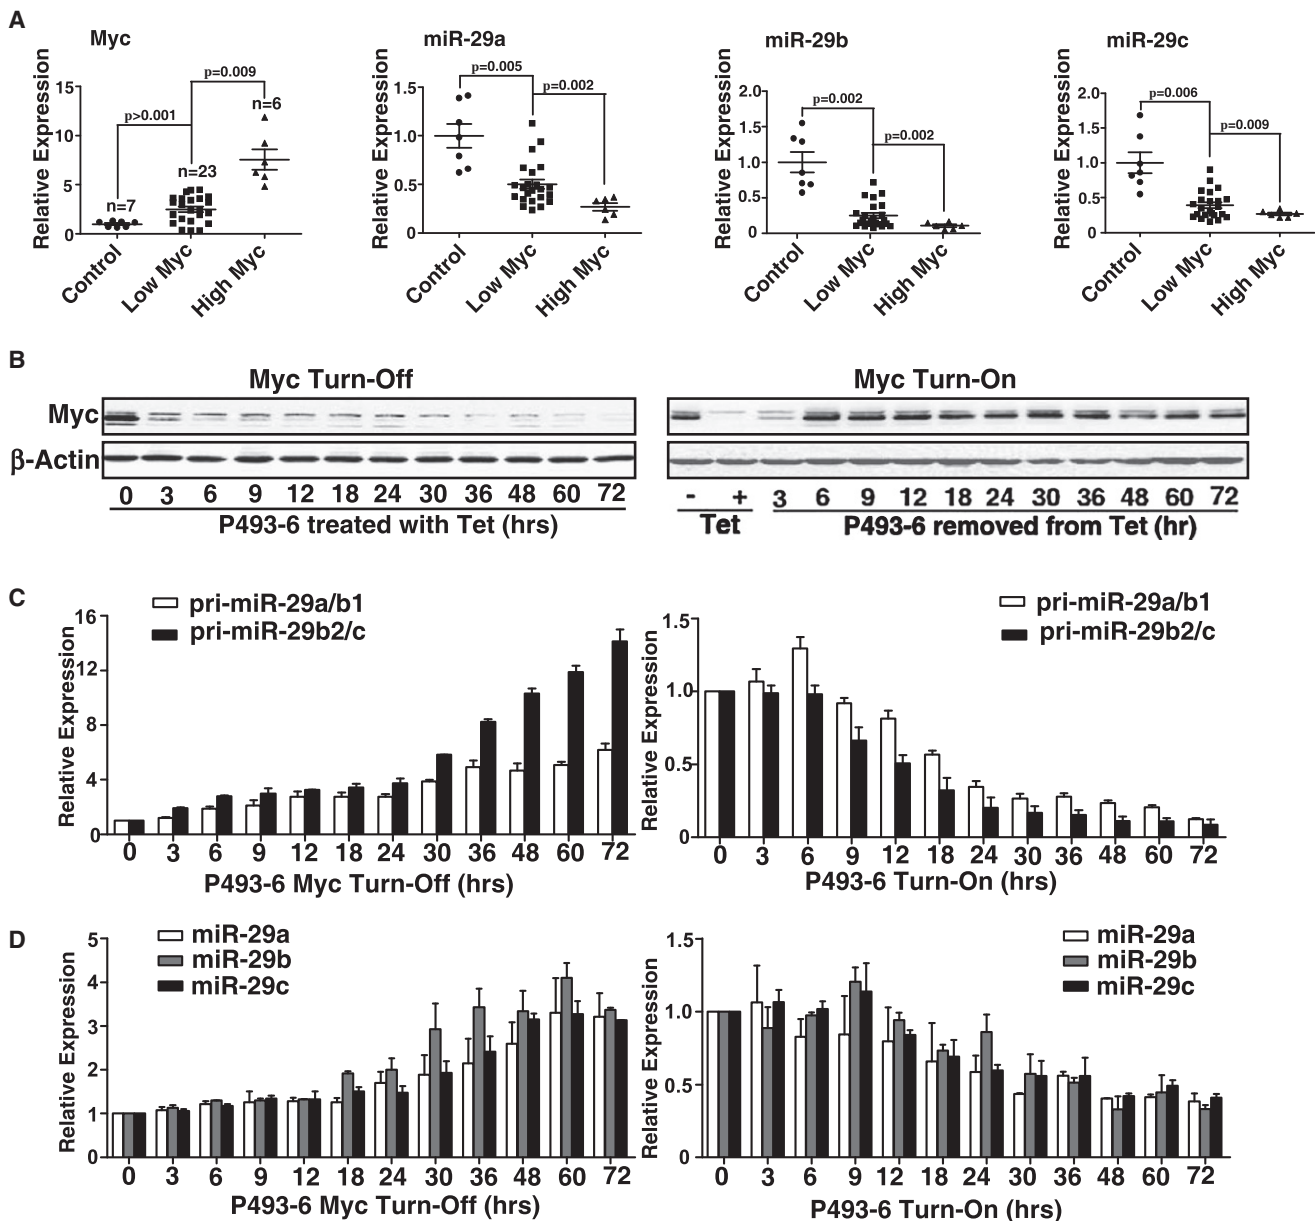 A
Myc
Relative Expression
15
10
5
0
p>0.001
p=0.009
n=7
n=23
n=6
Control
Low Myc
High Myc
miR-29a
Relative Expression
1.5
1.0
0.5
0
p=0.005
p=0.002
Control
Low Myc
High Myc
miR-29b
Relative Expression
2.0
1.5
1.0
0.5
0
p=0.002
p=0.002
Control
Low Myc
High Myc
miR-29c
Relative Expression
2.0
1.5
1.0
0.5
0
p=0.006
p=0.009
Control
Low Myc
High Myc
B
Myc Turn-Off
Myc
β-Actin
0 3 6 9 12 18 24 30 36 48 60 72
P493-6 treated with Tet (hrs)
Myc Turn-On
- + 3 6 9 12 18 24 30 36 48 60 72
Tet
P493-6 removed from Tet (hr)
C
pri-miR-29a/b1
pri-miR-29b2/c
Relative Expression
16
12
8
4
0
0 3 6 9 12 18 24 30 36 48 60 72
P493-6 Myc Turn-Off (hrs)
pri-miR-29a/b1
pri-miR-29b2/c
Relative Expression
1.5
1.0
0.5
0
0 3 6 9 12 18 24 30 36 48 60 72
P493-6 Turn-On (hrs)
D
miR-29a
miR-29b
miR-29c
Relative Expression
5
4
3
2
1
0
0 3 6 9 12 18 24 30 36 48 60 72
P493-6 Myc Turn-Off (hrs)
miR-29a
miR-29b
miR-29c
Relative Expression
1.5
1.0
0.5
0
0 3 6 9 12 18 24 30 36 48 60 72
P493-6 Turn-On (hrs)